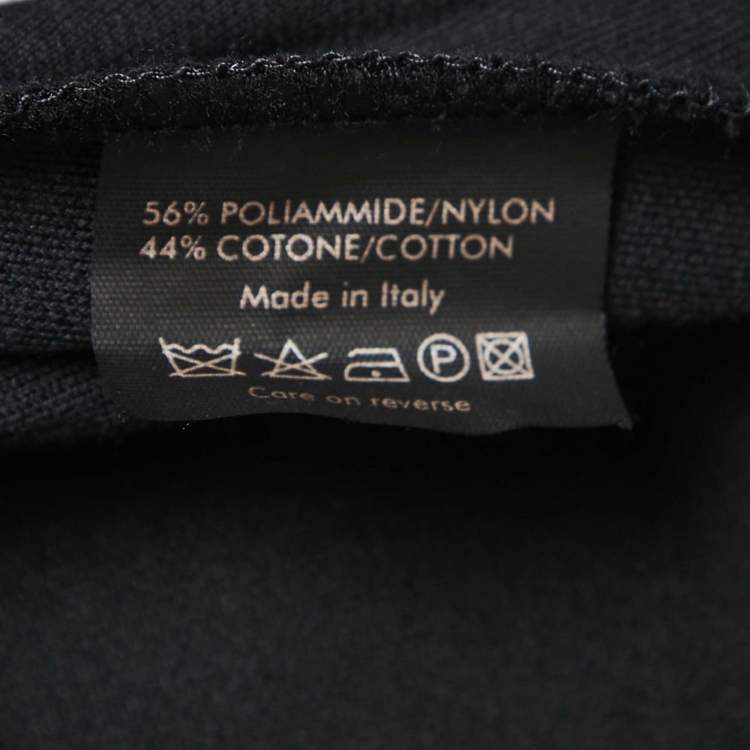 56% POLIAMMIDE/NYLON
44% COTONE/COTTON
Made in Italy
P
Care on reverse